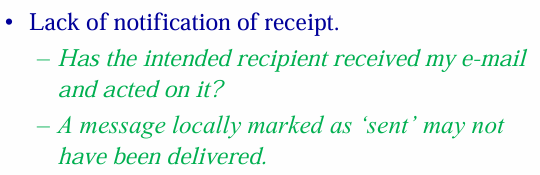 • Lack of notification of receipt.
– Has the intended recipient received my e-mail
and acted on it?
– A message locally marked as ‘sent’ may not
have been delivered.